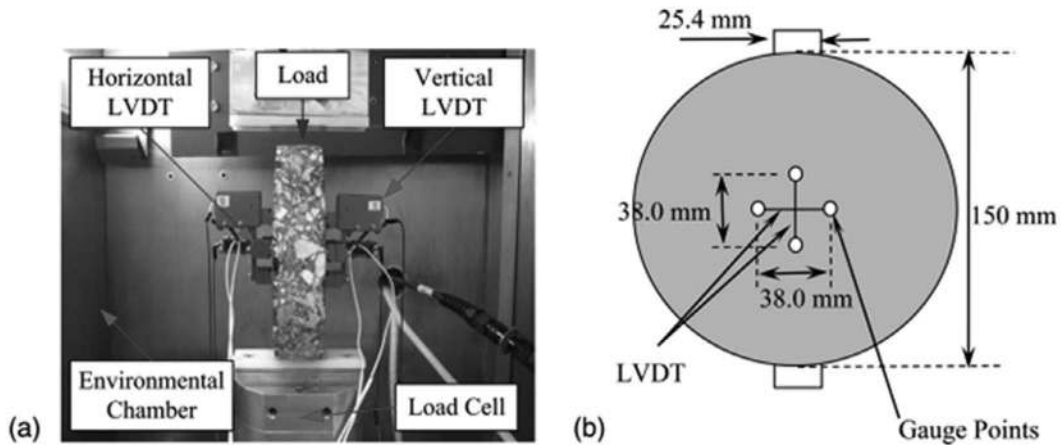 (a)
Horizontal
LVDT
Load
Vertical
LVDT
Environmental
Chamber
Load Cell
(b)
25.4 mm
38.0 mm
38.0 mm
150 mm
LVDT
Gauge Points